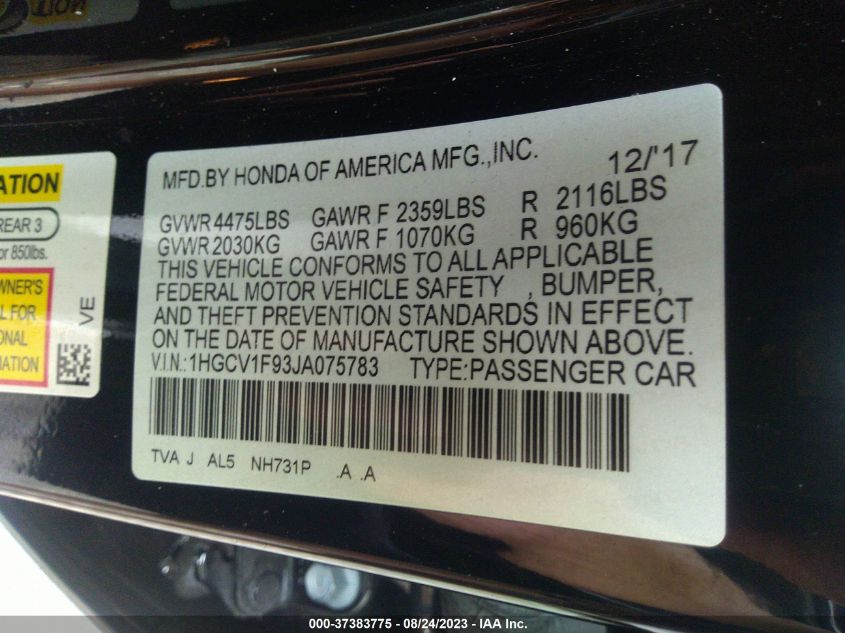 ATION
REAR 3
or 850lbs.
WNER'S
L FOR
ONAL
MATION
VE
MFD.BY HONDA OF AMERICA MFG.,INC. 12/'17
GVWR 4475LBS GAWR F 2359LBS R 2116LBS
GVWR 2030KG GAWR F 1070KG R 960KG
THIS VEHICLE CONFORMS TO ALL APPLICABLE
FEDERAL MOTOR VEHICLE SAFETY , BUMPER,
AND THEFT PREVENTION STANDARDS IN EFFECT
ON THE DATE OF MANUFACTURE SHOWN ABOVE.
V.I.N.:1HGCV1F93JA075783 TYPE:PASSENGER CAR
TVA J AL5 NH731P .A .A
000-37383775 - 08/24/2023 - IAA Inc.